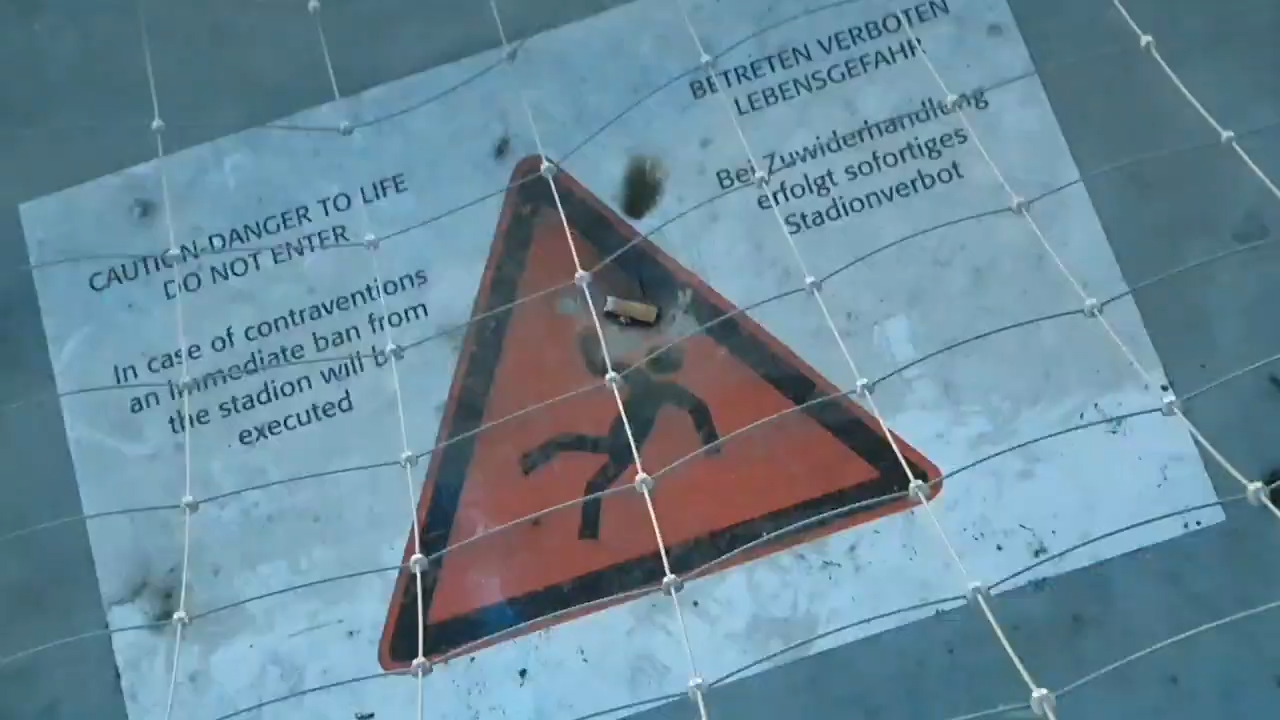 CAUTION-DANGER TO LIFE
DO NOT ENTER
In case of contraventions
an immediate ban from
the stadion will be
executed
BETRETEN VERBOTEN
LEBENSGEFAHR
Bei Zuwiderhandlung
erfolgt sofortiges
Stadionverbot